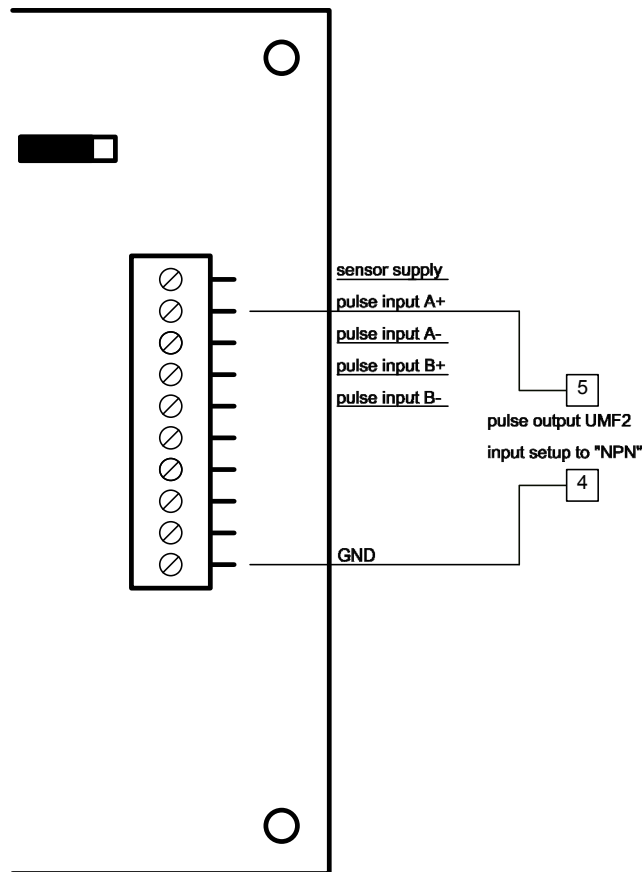 sensor supply
pulse input A+
pulse input A-
pulse input B+
pulse input B-
5
pulse output UMF2
input setup to "NPN"
4
GND